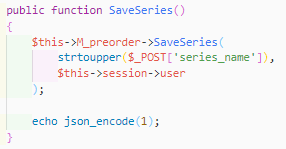 public function SaveSeries()
{
    $this->M_preorder->SaveSeries(
        strtoupper($_POST['series_name']),
        $this->session->user
    );

    echo json_encode(1);
}